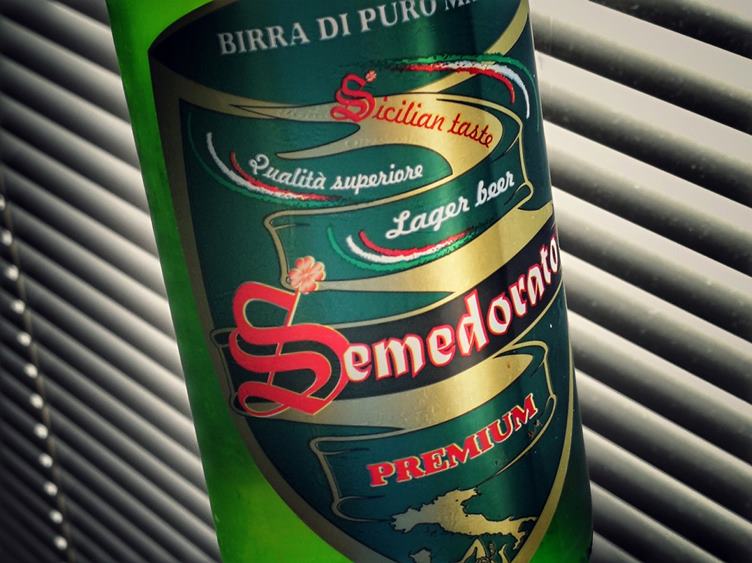 BIRRA DI PURO
Sicilian taste
Qualità superiore
Lager beer
Semedorato
PREMIUM